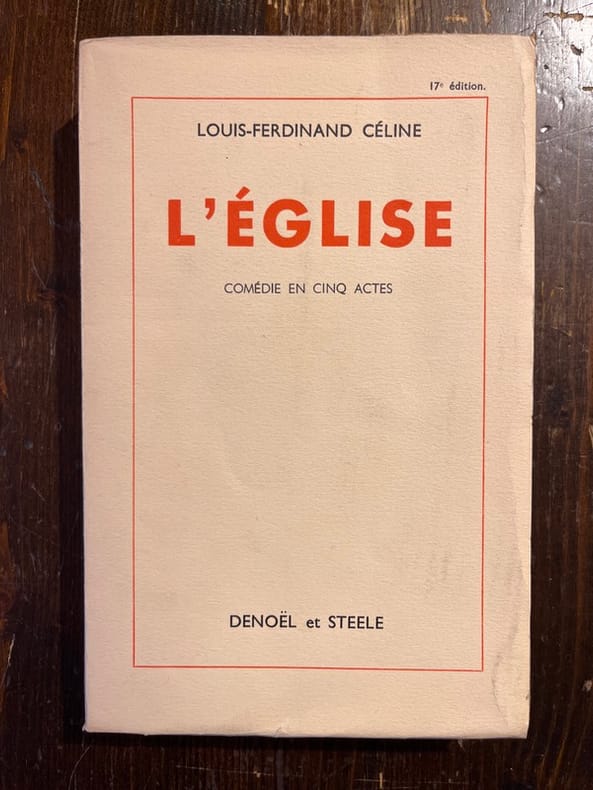 17e édition.
LOUIS-FERDINAND CÉLINE
L'ÉGLISE
COMÉDIE EN CINQ ACTES
DENOËL et STEELE